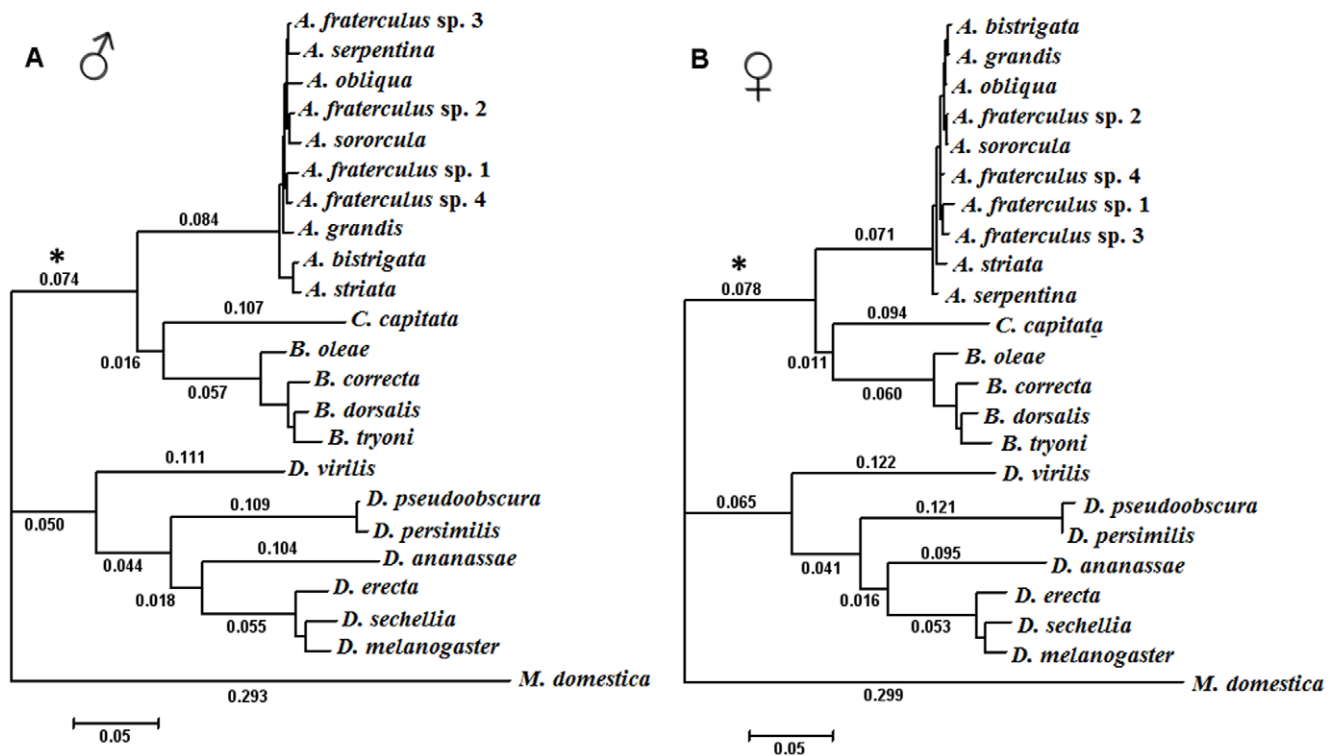 A ♂
A. fraterculus sp. 3
A. serpentina
A. obliqua
A. fraterculus sp. 2
A. sororcula
A. fraterculus sp. 1
A. fraterculus sp. 4
0.084
A. grandis
*
A. bistrigata
0.074
A. striata
0.107
C. capitata
0.016
B. oleae
0.057
B. correcta
B. dorsalis
B. tryoni
0.111
D. virilis
0.109
D. pseudoobscura
0.050
D. persimilis
0.044
0.104
D. ananassae
0.018
D. erecta
0.055
D. sechellia
D. melanogaster
M. domestica
0.293
0.05
B ♀
A. bistrigata
A. grandis
A. obliqua
A. fraterculus sp. 2
A. sororcula
A. fraterculus sp. 4
A. fraterculus sp. 1
A. fraterculus sp. 3
0.071
A. striata
*
0.078
A. serpentina
0.094
C. capitata
0.011
B. oleae
0.060
B. correcta
B. dorsalis
B. tryoni
0.122
D. virilis
0.065
0.121
D. pseudoobscura
D. persimilis
0.041
0.095
D. ananassae
0.016
D. erecta
0.053
D. sechellia
D. melanogaster
M. domestica
0.299
0.05